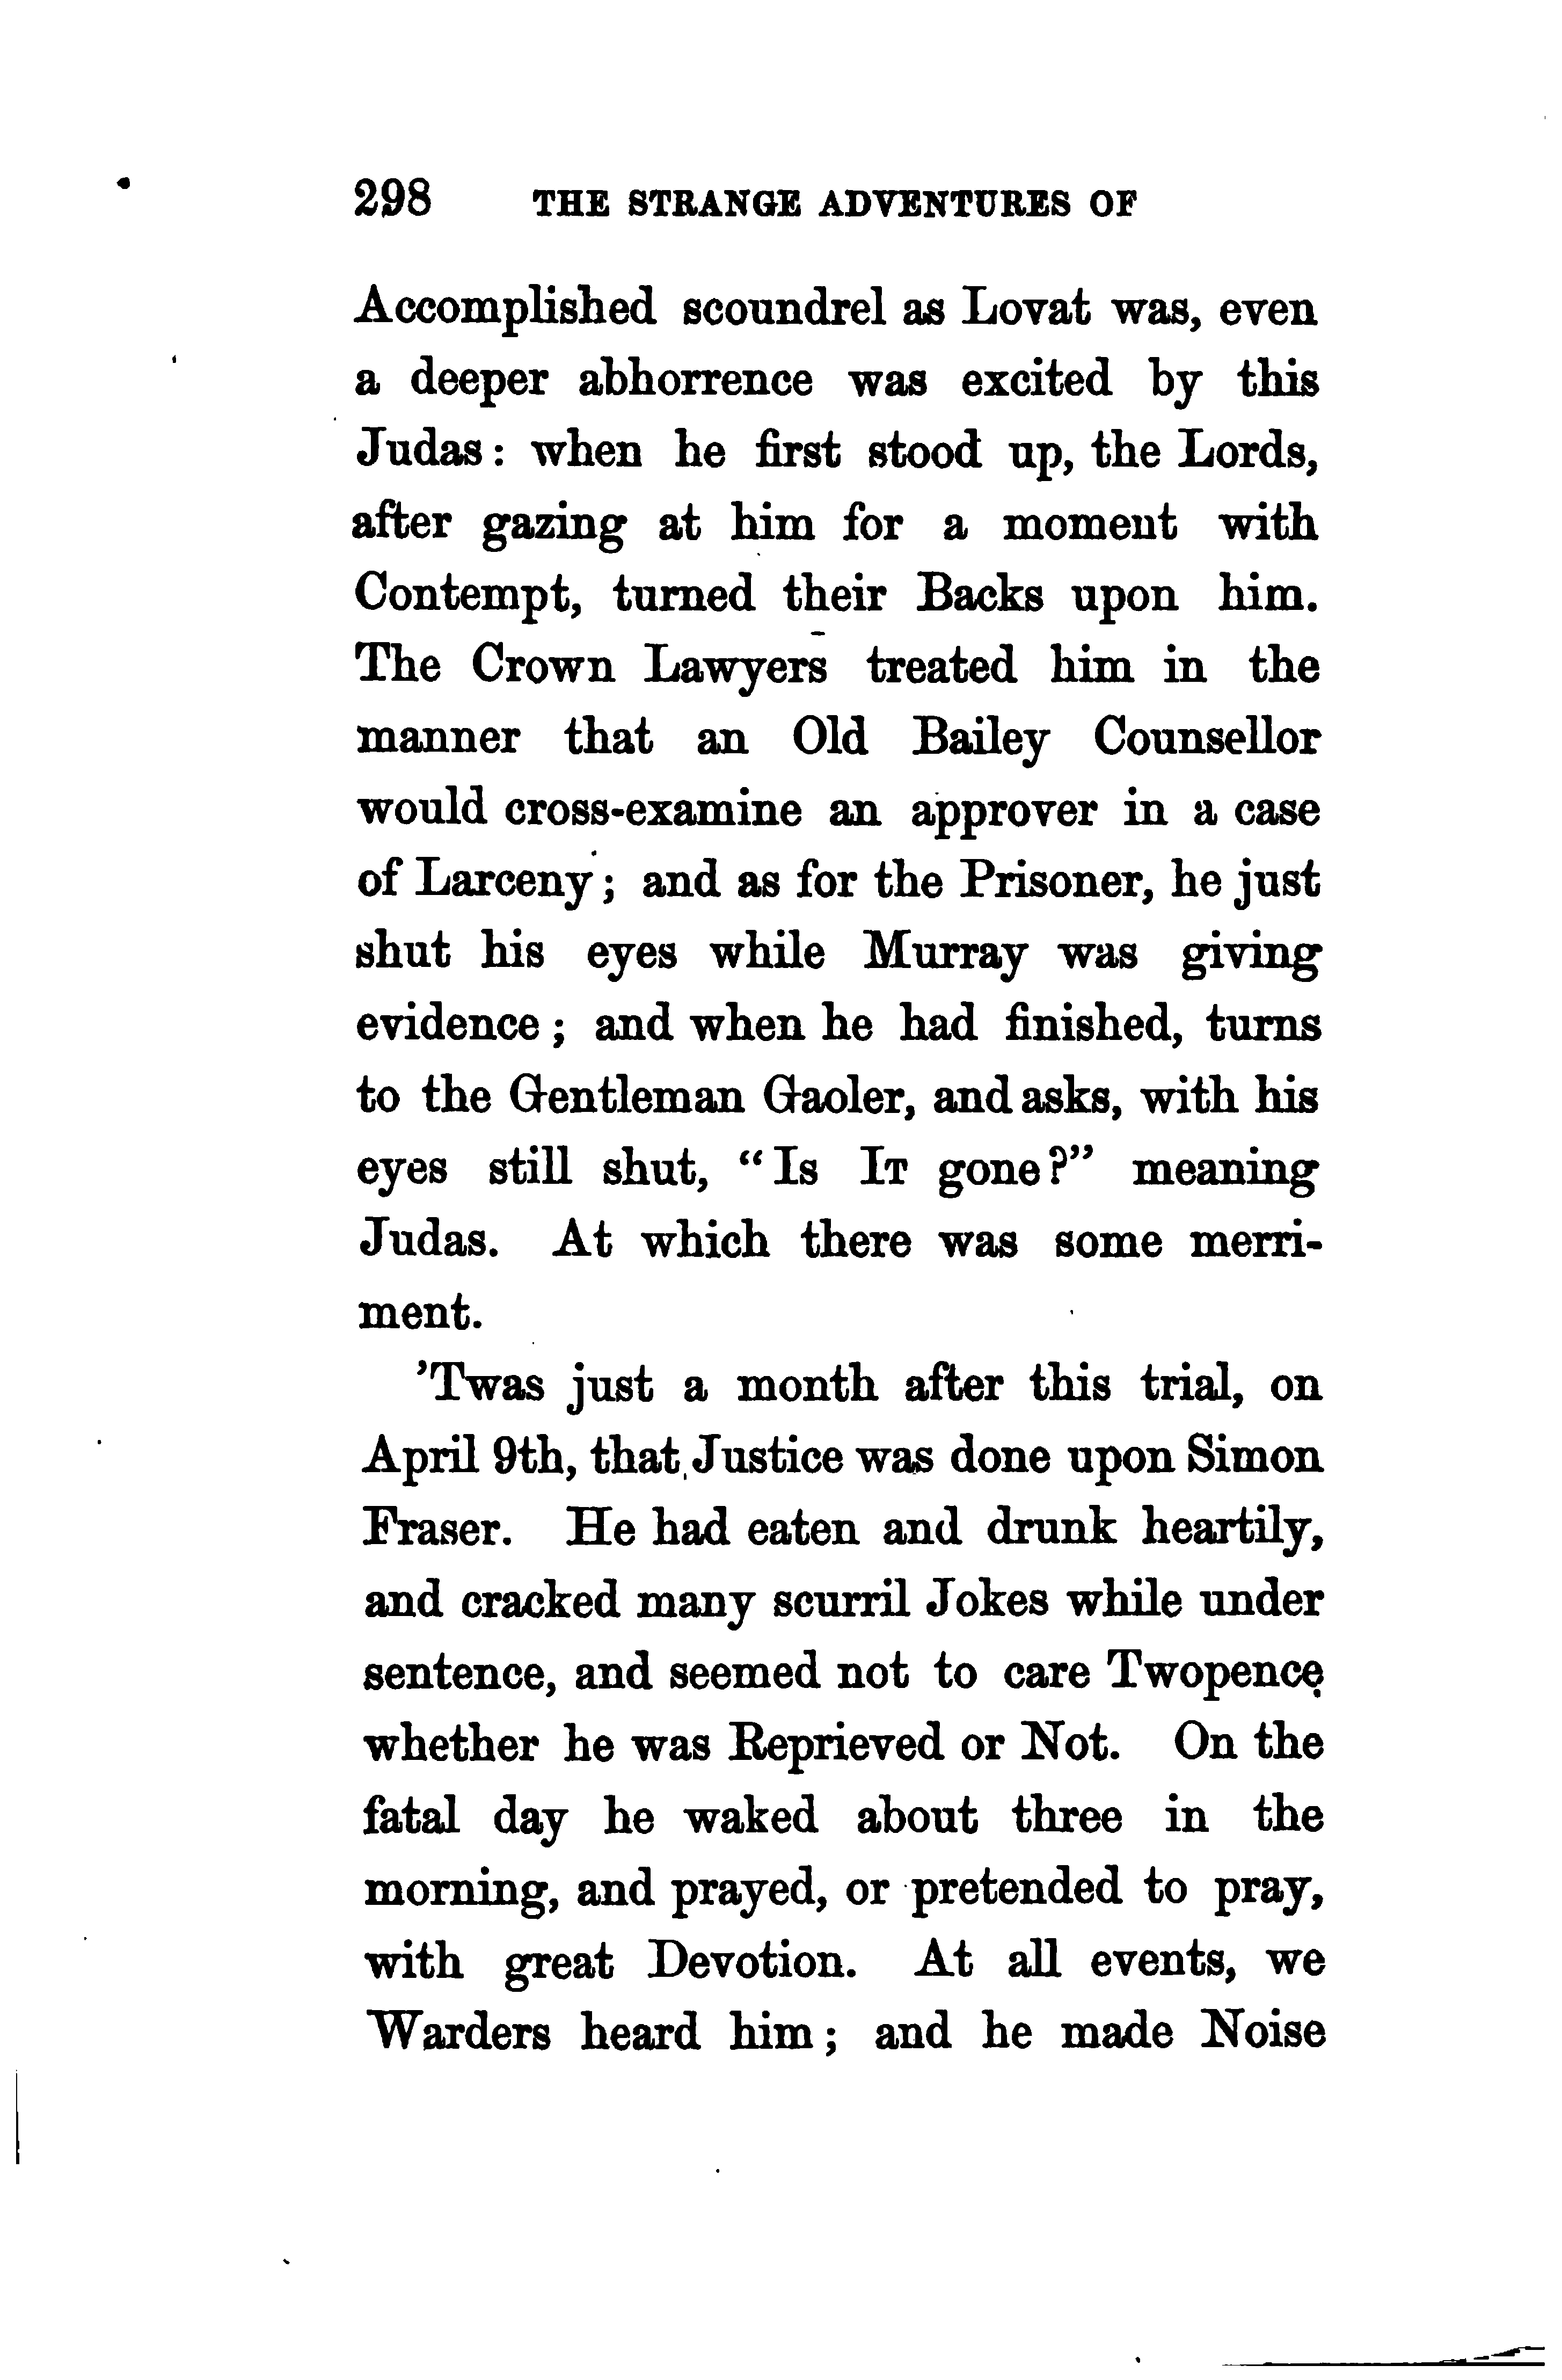 298 THE STRANGE ADVENTURES OF
Accomplished scoundrel as Lovat was, even
a deeper abhorrence was excited by this
Judas: when he first stood up, the Lords,
after gazing at him for a moment with
Contempt, turned their Backs upon him.
The Crown Lawyers treated him in the
manner that an Old Bailey Counsellor
would cross-examine an approver in a case
of Larceny; and as for the Prisoner, he just
shut his eyes while Murray was giving
evidence; and when he had finished, turns
to the Gentleman Gaoler, and asks, with his
eyes still shut, “Is IT gone?” meaning
Judas. At which there was some merri-
ment.
’Twas just a month after this trial, on
April 9th, that Justice was done upon Simon
Fraser. He had eaten and drunk heartily,
and cracked many scurril Jokes while under
sentence, and seemed not to care Twopence
whether he was Reprieved or Not. On the
fatal day he waked about three in the
morning, and prayed, or pretended to pray,
with great Devotion. At all events, we
Warders heard him; and he made Noise